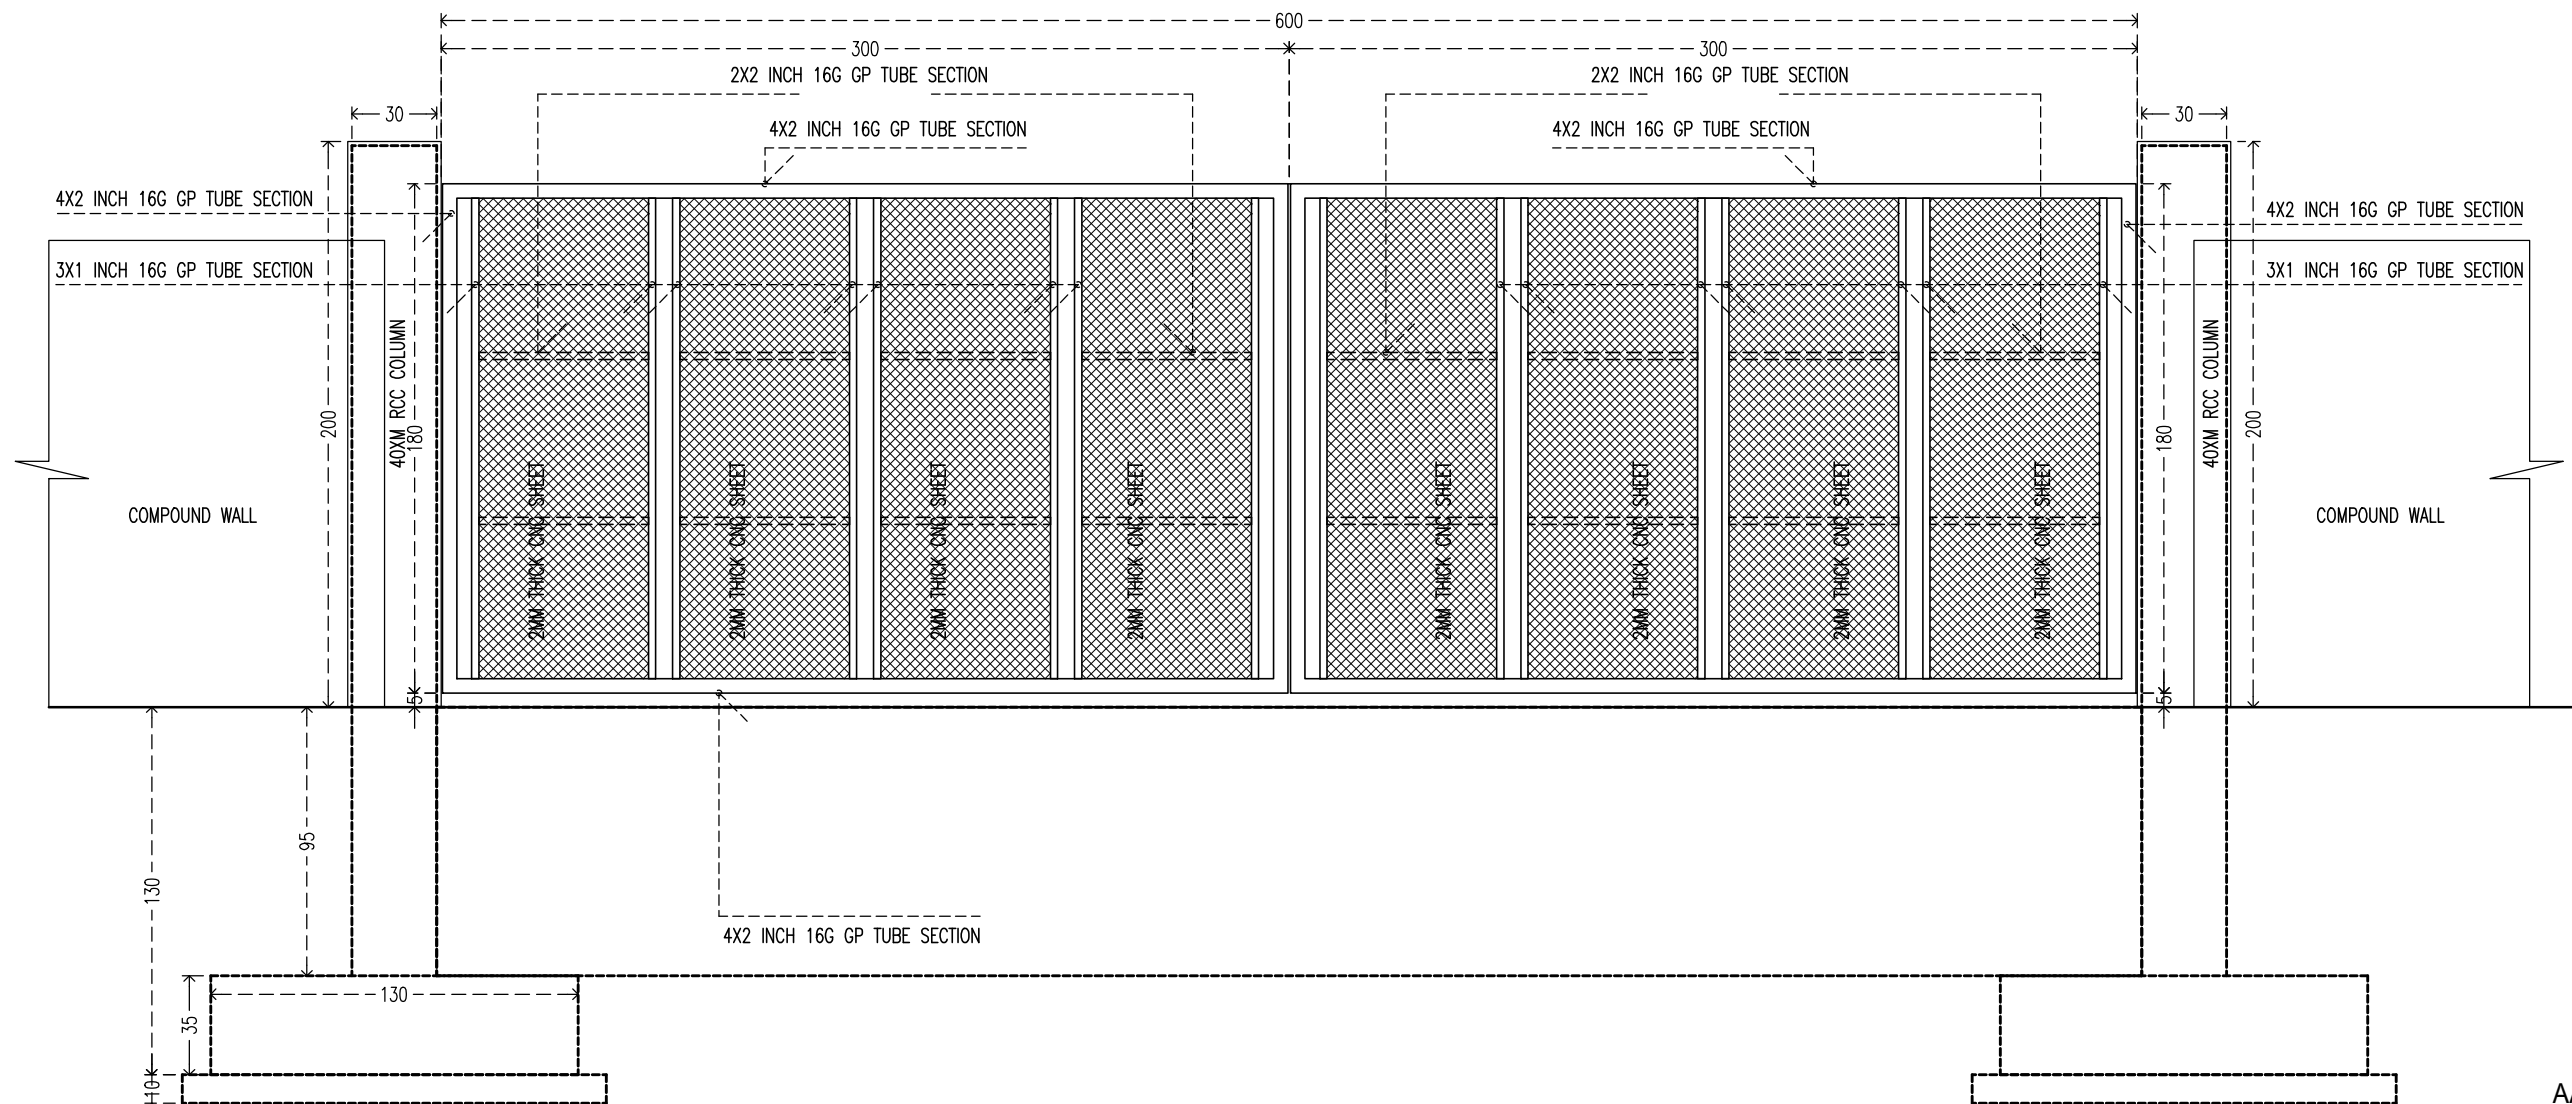 600
300
300
2X2 INCH 16G GP TUBE SECTION
2X2 INCH 16G GP TUBE SECTION
30
30
4X2 INCH 16G GP TUBE SECTION
4X2 INCH 16G GP TUBE SECTION
4X2 INCH 16G GP TUBE SECTION
4X2 INCH 16G GP TUBE SECTION
3X1 INCH 16G GP TUBE SECTION
3X1 INCH 16G GP TUBE SECTION
200
40XM RCC COLUMN
180
180
40XM RCC COLUMN
200
COMPOUND WALL
COMPOUND WALL
2MM THICK CNC SHEET
2MM THICK CNC SHEET
2MM THICK CNC SHEET
2MM THICK CNC SHEET
2MM THICK CNC SHEET
2MM THICK CNC SHEET
2MM THICK CNC SHEET
2MM THICK CNC SHEET
5
5
95
130
4X2 INCH 16G GP TUBE SECTION
130
35
10